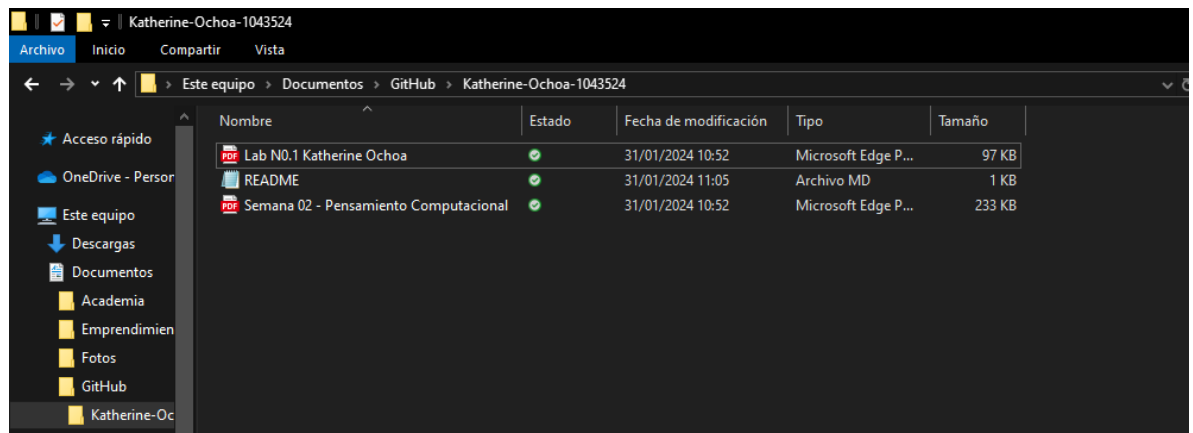 Katherine-Ochoa-1043524
Archivo Inicio Compartir Vista
Este equipo > Documentos > GitHub > Katherine-Ochoa-1043524
Nombre Estado Fecha de modificación Tipo Tamaño
Acceso rápido
PDF Lab N0.1 Katherine Ochoa 31/01/2024 10:52 Microsoft Edge P... 97 KB
OneDrive - Person
README 31/01/2024 11:05 Archivo MD 1 KB
PDF Semana 02 - Pensamiento Computacional 31/01/2024 10:52 Microsoft Edge P... 233 KB
Este equipo
Descargas
Documentos
Academia
Emprendimien
Fotos
GitHub
Katherine-Oc